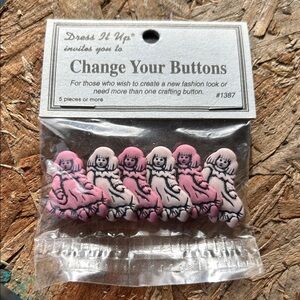 Dress It Up®
invites you to
Change Your Buttons
For those who wish to create a new fashion look or
need more than one crafting button.
5 pieces or more
#1387